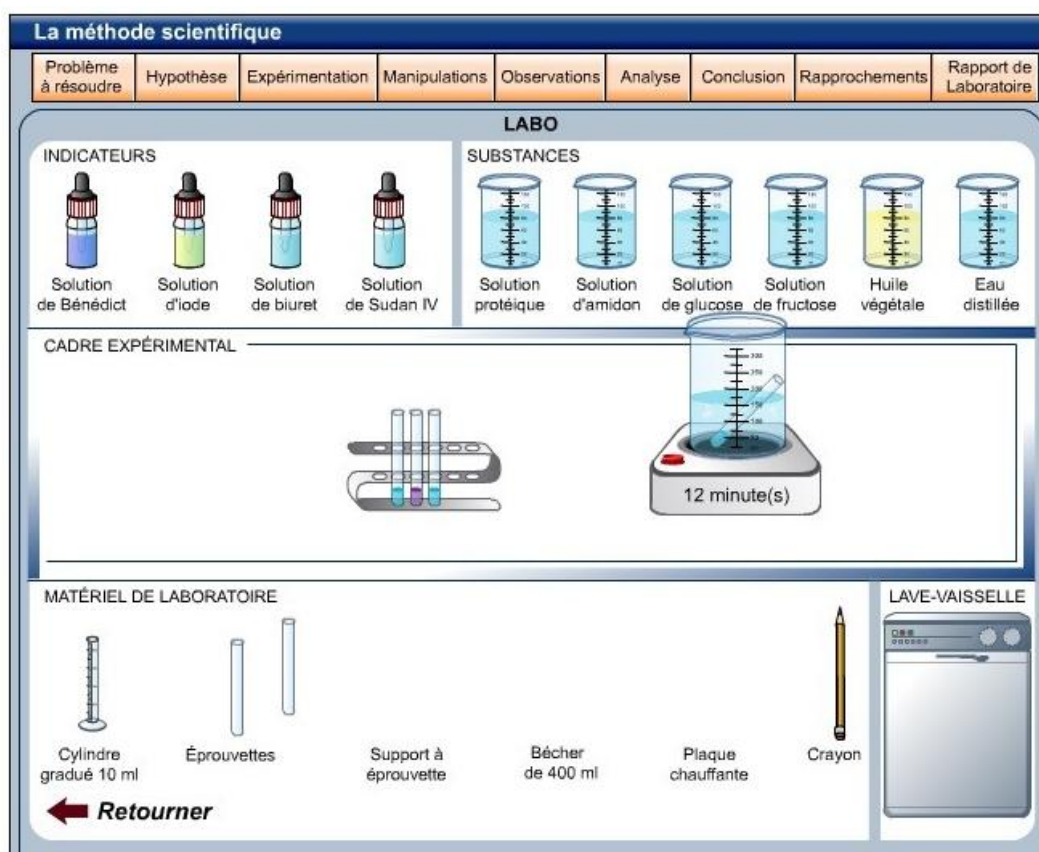 La méthode scientifique
Problème
à résoudre
Hypothèse
Expérimentation
Manipulations
Observations
Analyse
Conclusion
Rapprochements
Rapport de
Laboratoire
LABO
INDICATEURS
Solution
de Bénédict
Solution
d'iode
Solution
de biuret
Solution
de Sudan IV
SUBSTANCES
Solution
protéique
Solution
d'amidon
Solution
de glucose
Solution
de fructose
Huile
végétale
Eau
distillée
CADRE EXPÉRIMENTAL
12 minute(s)
MATÉRIEL DE LABORATOIRE
Cylindre
gradué 10 ml
Éprouvettes
Support à
éprouvette
Bécher
de 400 ml
Plaque
chauffante
Crayon
LAVE-VAISSELLE
Retourner